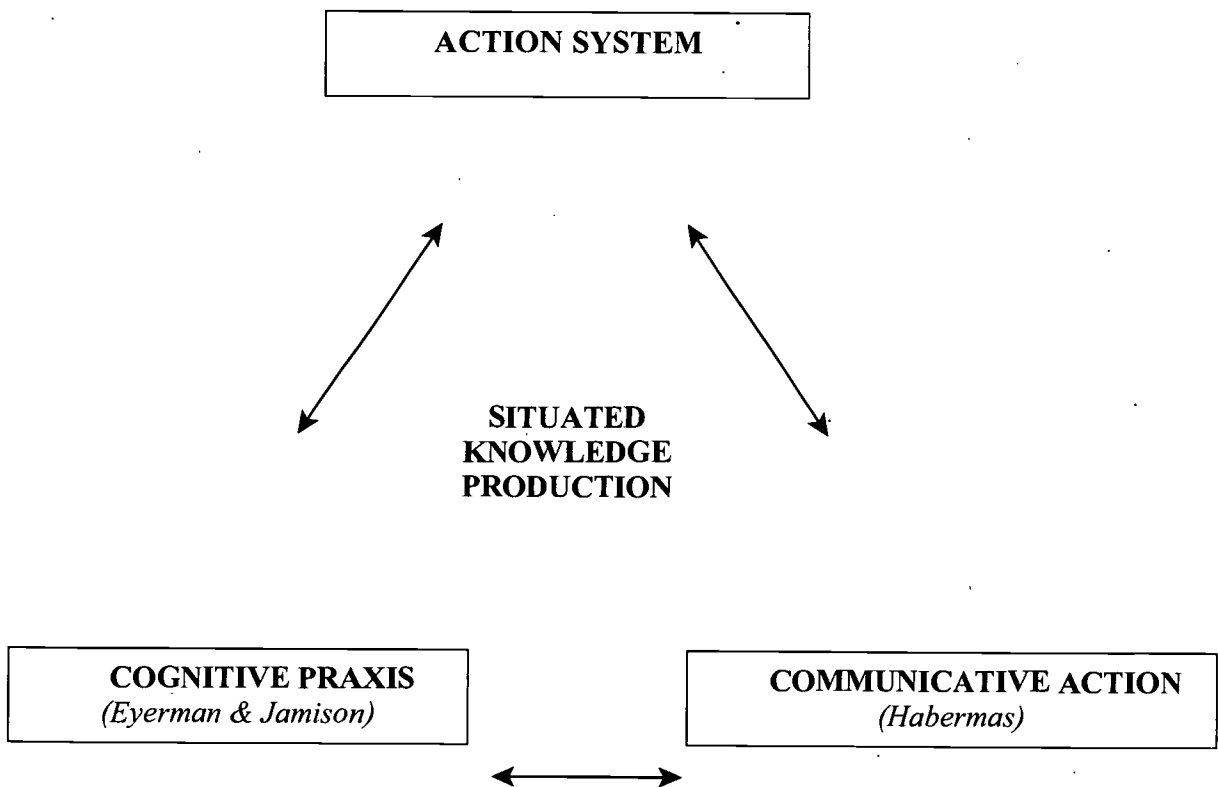 ACTION SYSTEM
SITUATED
KNOWLEDGE
PRODUCTION
COGNITIVE PRAXIS
(Eyerman & Jamison)
COMMUNICATIVE ACTION
(Habermas)